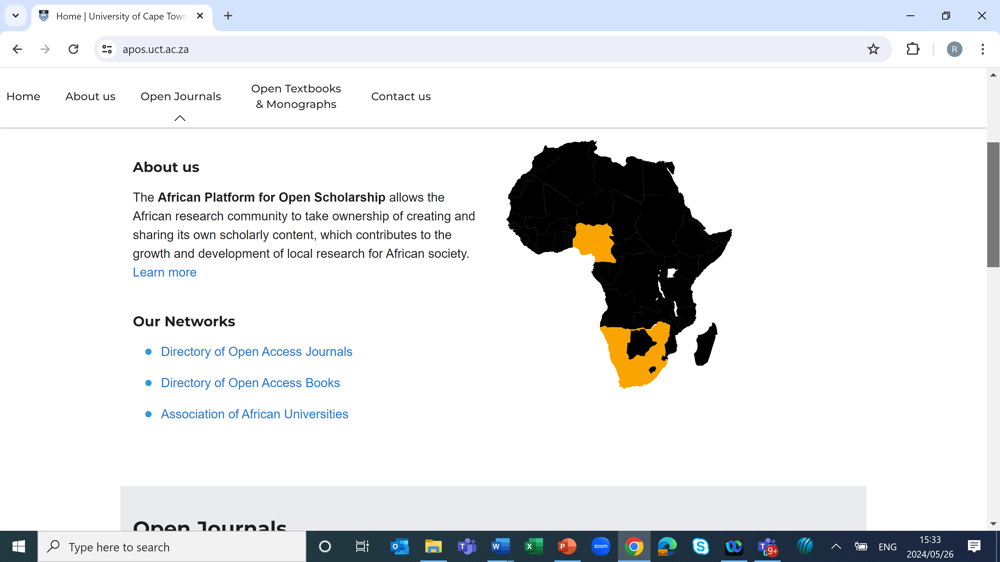 Home | University of Cape Town
apos.uct.ac.za
R
Home
About us
Open Journals
Open Textbooks
& Monographs
Contact us
About us
The African Platform for Open Scholarship allows the
African research community to take ownership of creating and
sharing its own scholarly content, which contributes to the
growth and development of local research for African society.
Learn more
Our Networks
Directory of Open Access Journals
Directory of Open Access Books
Association of African Universities
Open Journals
Type here to search
O
T
W
X
P
zoom
S
T
9+
ENG
15:33
2024/05/26